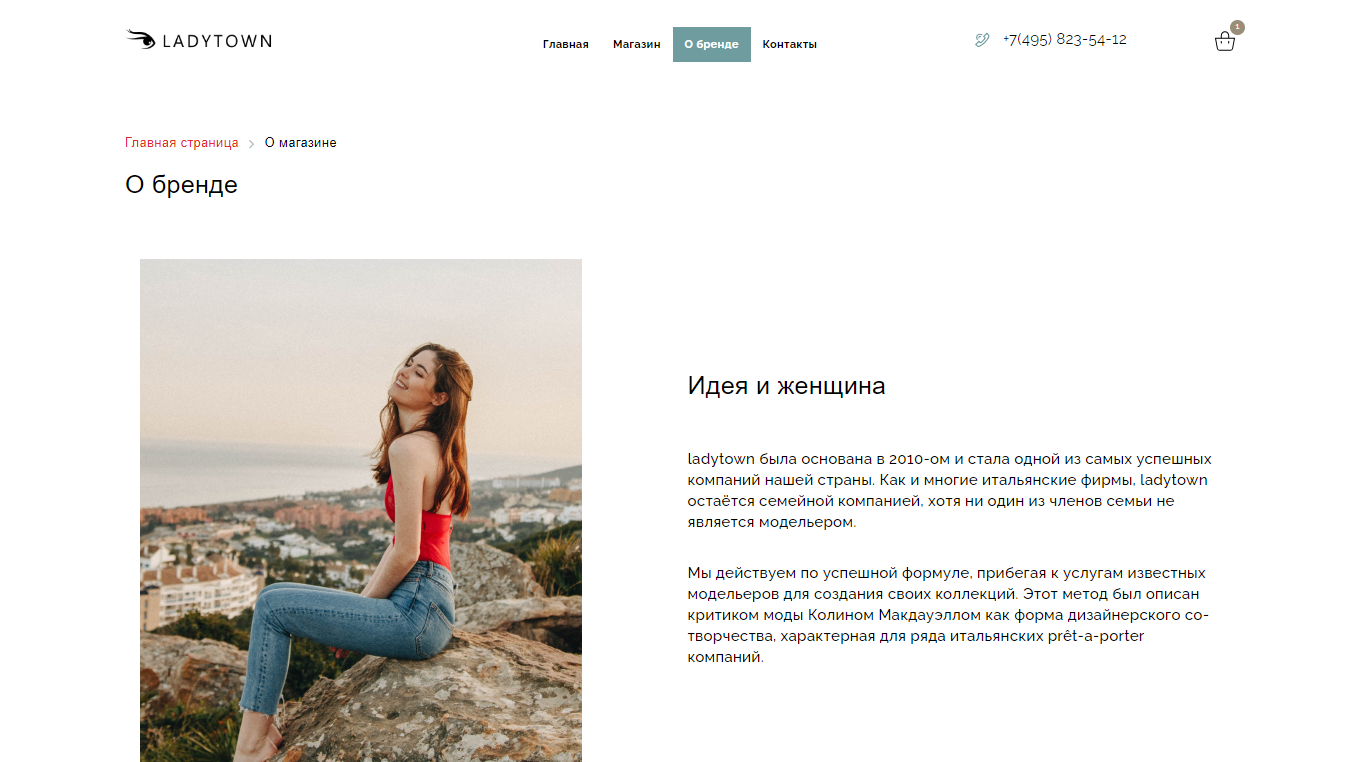 LADYTOWN
Главная Магазин О бренде Контакты
+7(495) 823-54-12
1
Главная страница О магазине
О бренде
Идея и женщина
ladytown была основана в 2010-ом и стала одной из самых успешных
компаний нашей страны. Как и многие итальянские фирмы, ladytown
остаётся семейной компанией, хотя ни один из членов семьи не
является модельером.
Мы действуем по успешной формуле, прибегая к услугам известных
модельеров для создания своих коллекций. Этот метод был описан
критиком моды Колином Макдауэллом как форма дизайнерского со-
творчества, характерная для ряда итальянских prêt-a-porter
компаний.